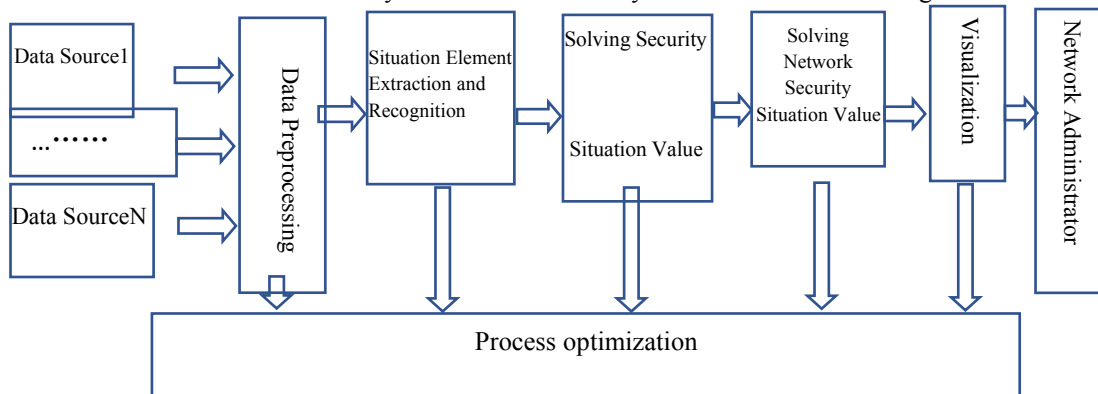 Data Source1
...……
Data SourceN
Data Preprocessing
Situation Element
Extraction and
Recognition
Solving Security
Situation Value
Solving
Network
Security
Situation Value
Visualization
Network Administrator
Process optimization